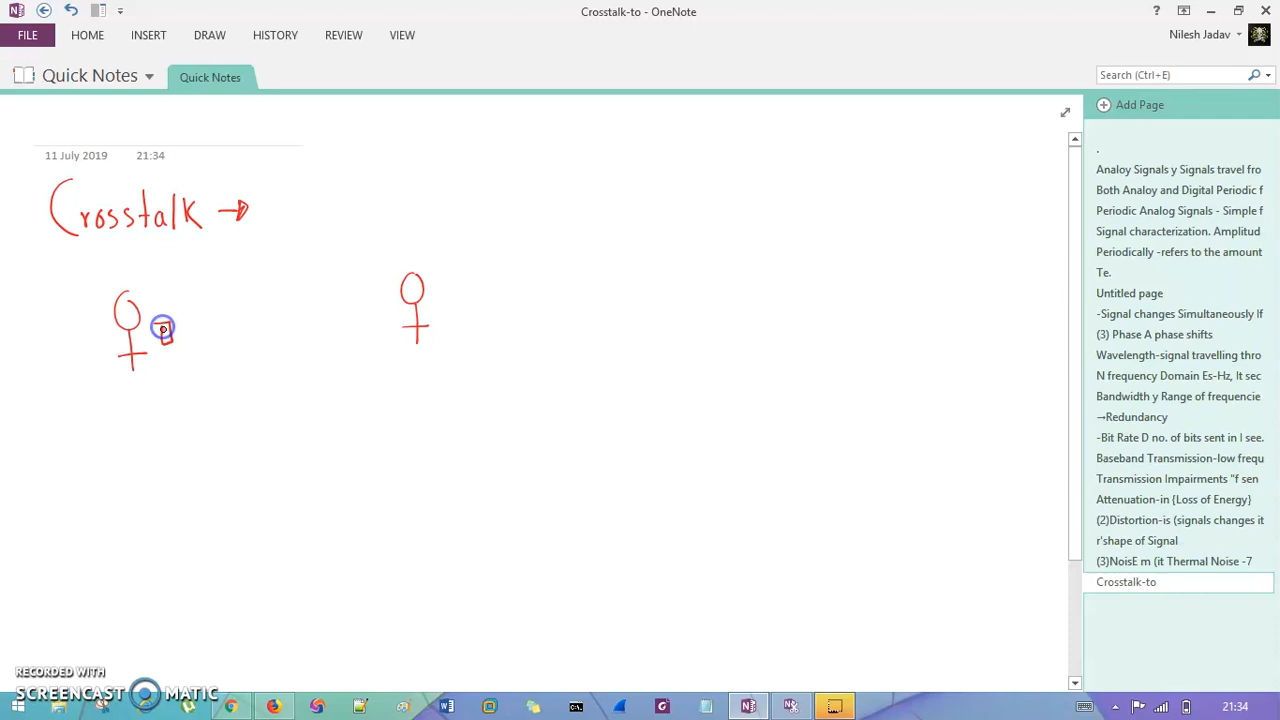 Crosstalk-to - OneNote
?
FILE HOME INSERT DRAW HISTORY REVIEW VIEW
Nilesh Jadav
Quick Notes
Quick Notes
Search (Ctrl+E)
Add Page
11 July 2019 21:34
Crosstalk →
.
Analoy Signals y Signals travel fro
Both Analoy and Digital Periodic f
Periodic Analog Signals - Simple f
Signal characterization. Amplitud
Periodically -refers to the amount
Te.
Untitled page
-Signal changes Simultaneously If
(3) Phase A phase shifts
Wavelength-signal travelling thro
N frequency Domain Es-Hz, It sec
Bandwidth y Range of frequencie
→Redundancy
-Bit Rate D no. of bits sent in I see.
Baseband Transmission-low frequ
Transmission Impairments "f sen
Attenuation-in {Loss of Energy}
(2)Distortion-is (signals changes it
r'shape of Signal
(3)NoisE m (it Thermal Noise -7
Crosstalk-to
RECORDED WITH
SCREENCAST MATIC
21:34